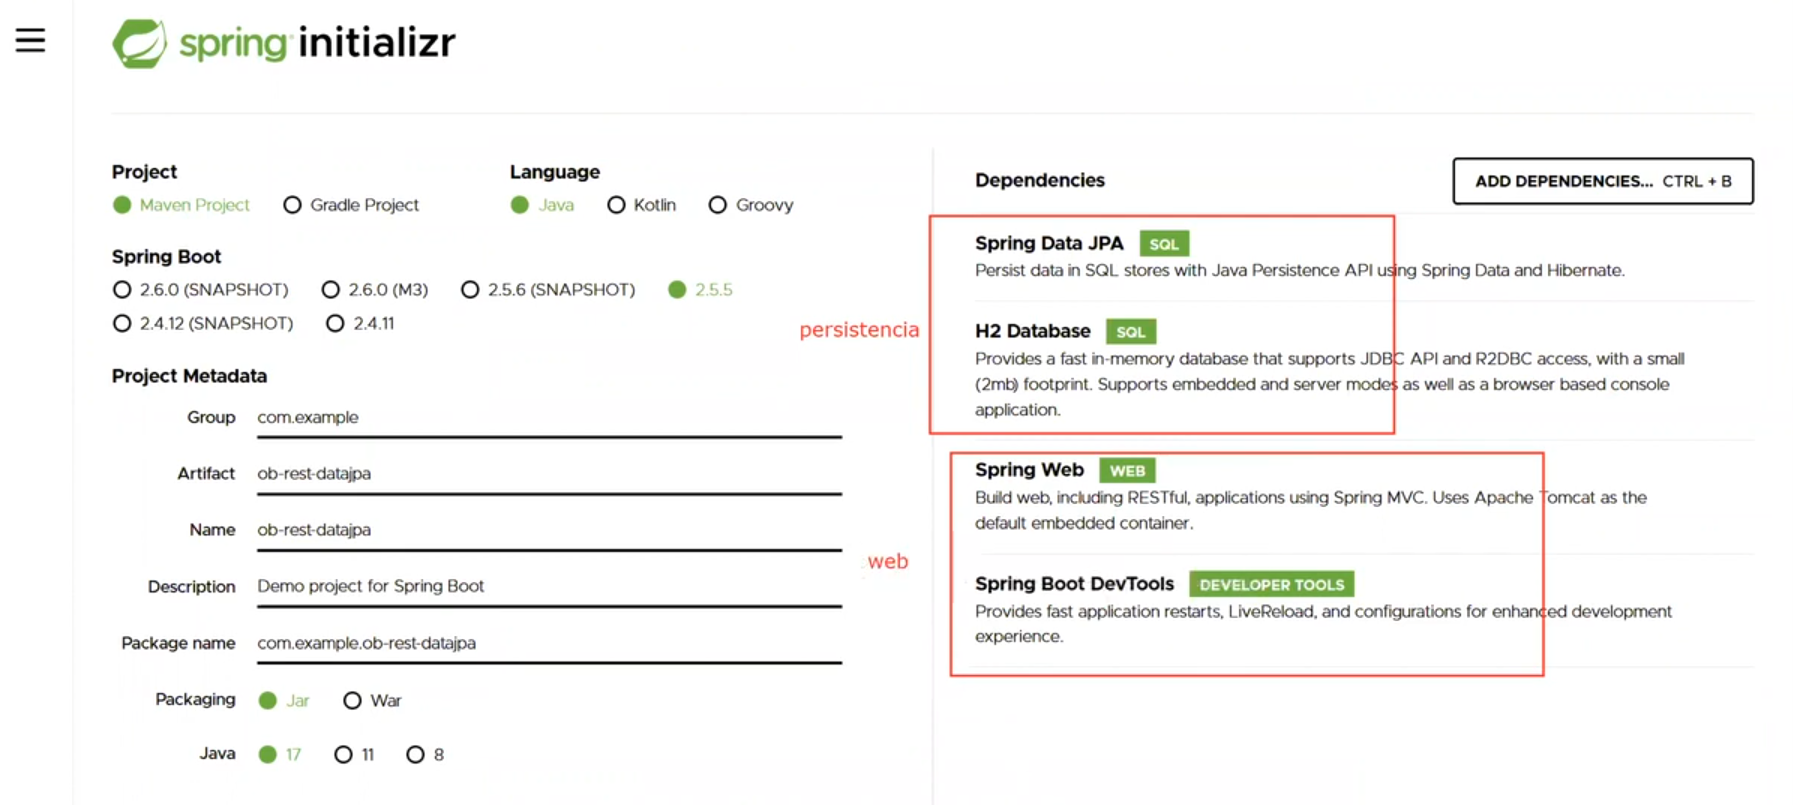 spring initializr
Project
Maven Project Gradle Project
Language
Java Kotlin Groovy
Spring Boot
2.6.0 (SNAPSHOT) 2.6.0 (M3) 2.5.6 (SNAPSHOT) 2.5.5
2.4.12 (SNAPSHOT) 2.4.11
Project Metadata
Group com.example
Artifact ob-rest-datajpa
Name ob-rest-datajpa
Description Demo project for Spring Boot
Package name com.example.ob-rest-datajpa
Packaging Jar War
Java 17 11 8
Dependencies
ADD DEPENDENCIES... CTRL + B
persistencia
Spring Data JPA SQL
Persist data in SQL stores with Java Persistence API using Spring Data and Hibernate.
H2 Database SQL
Provides a fast in-memory database that supports JDBC API and R2DBC access, with a small
(2mb) footprint. Supports embedded and server modes as well as a browser based console
application.
web
Spring Web WEB
Build web, including RESTful, applications using Spring MVC. Uses Apache Tomcat as the
default embedded container.
Spring Boot DevTools DEVELOPER TOOLS
Provides fast application restarts, LiveReload, and configurations for enhanced development
experience.